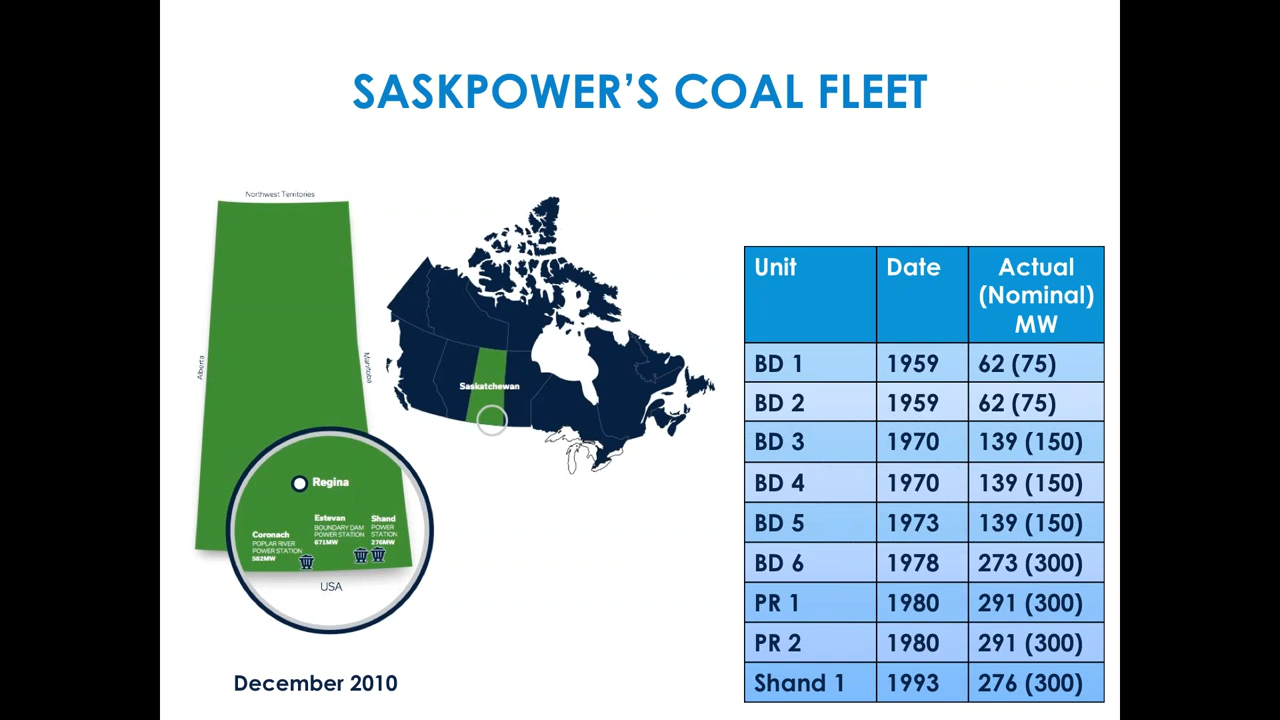 SASKPOWER'S COAL FLEET
Northwest Territories
Alberta
Manitoba
Saskatchewan
Regina
Coronach
POPLAR RIVER
POWER STATION
582MW
Estevan
BOUNDARY DAM
POWER STATION
671MW
Shand
POWER
STATION
276MW
USA
December 2010
Unit Date Actual
(Nominal)
MW
BD 1 1959 62 (75)
BD 2 1959 62 (75)
BD 3 1970 139 (150)
BD 4 1970 139 (150)
BD 5 1973 139 (150)
BD 6 1978 273 (300)
PR 1 1980 291 (300)
PR 2 1980 291 (300)
Shand 1 1993 276 (300)